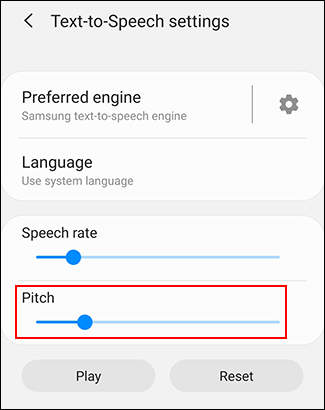 Text-to-Speech settings
Preferred engine
Samsung text-to-speech engine
Language
Use system language
Speech rate
Pitch
Play
Reset